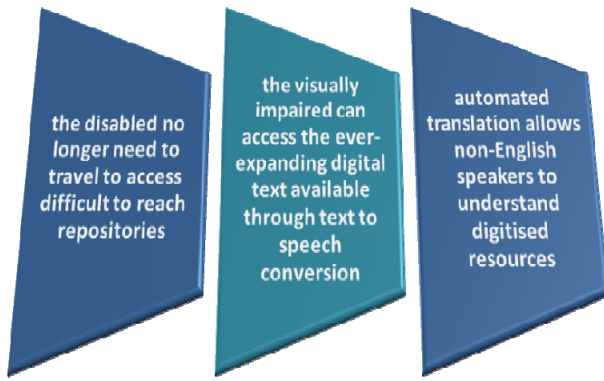 the disabled no
longer need to
travel to access
difficult to reach
repositories
the visually
impaired can
access the ever-
expanding digital
text available
through text to
speech
conversion
automated
translation allows
non-English
speakers to
understand
digitised
resources